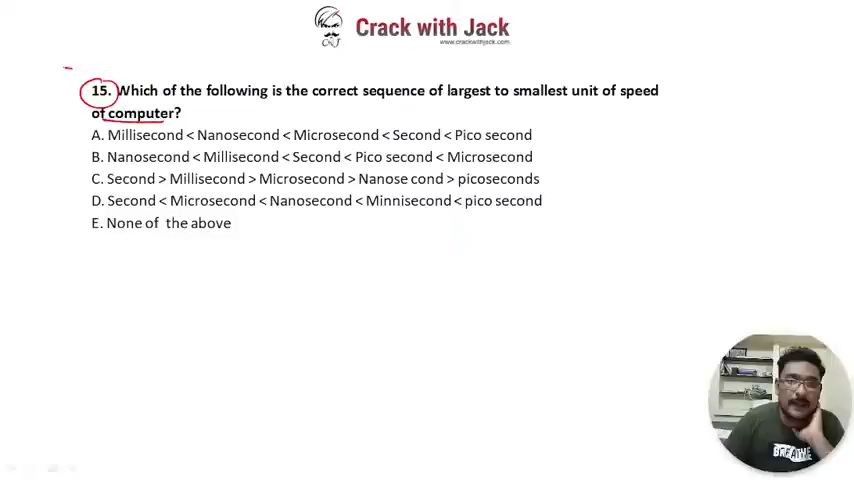 Crack with Jack
www.crackwithjack.com
CWJ
15. Which of the following is the correct sequence of largest to smallest unit of speed
of computer?
A. Millisecond < Nanosecond < Microsecond < Second < Pico second
B. Nanosecond < Millisecond < Second < Pico second < Microsecond
C. Second > Millisecond > Microsecond > Nanose cond > picoseconds
D. Second < Microsecond < Nanosecond < Minnisecond < pico second
E. None of the above
BREATHE